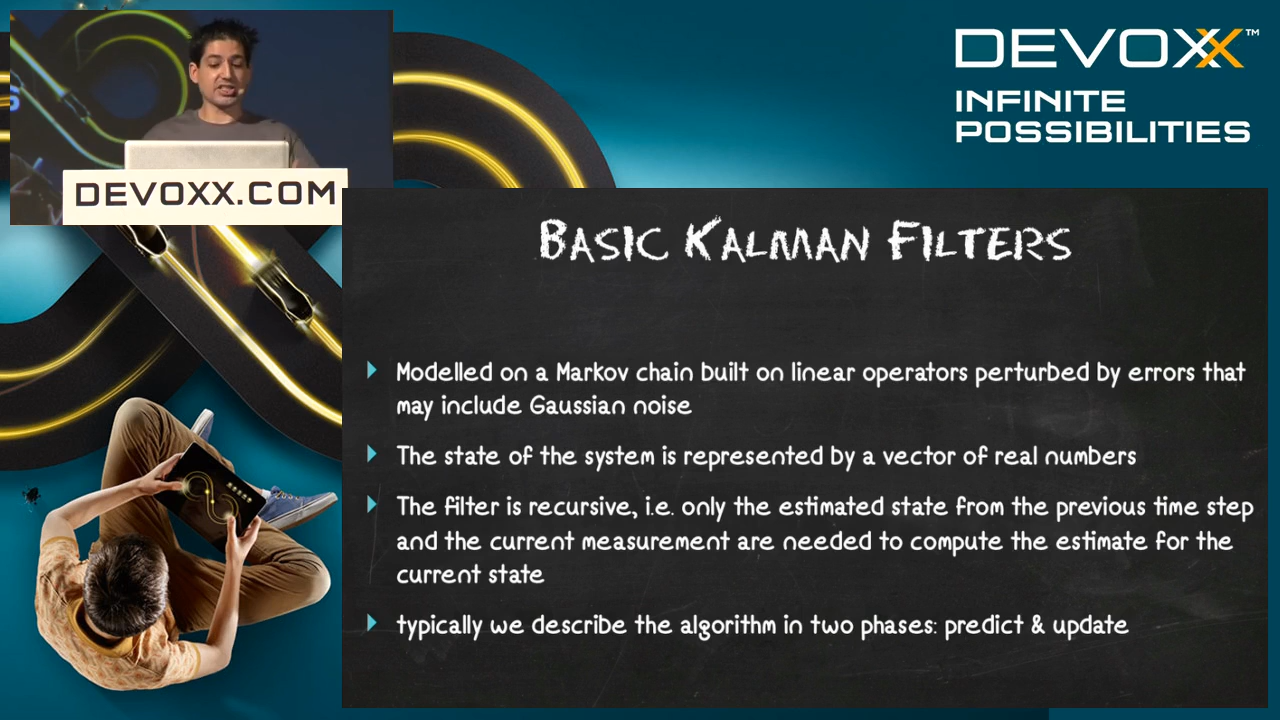 DEVOXX™
INFINITE
POSSIBILITIES
DEVOXX.COM
BASIC KALMAN FILTERS
Modelled on a Markov chain built on linear operators perturbed by errors that
may include Gaussian noise
The state of the system is represented by a vector of real numbers
The filter is recursive, i.e. only the estimated state from the previous time step
and the current measurement are needed to compute the estimate for the
current state
typically we describe the algorithm in two phases: predict & update